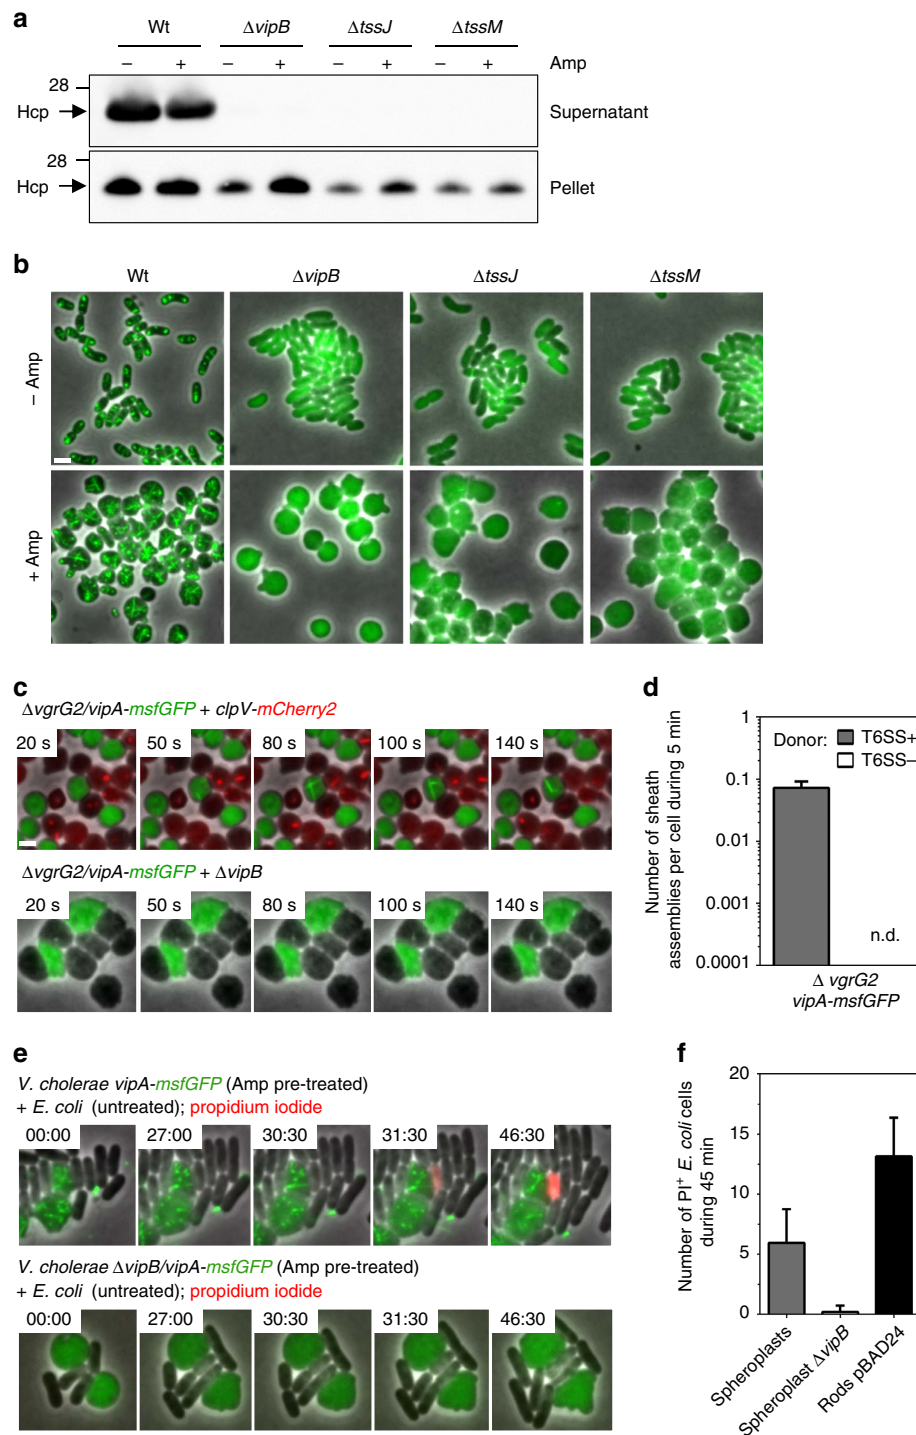 a
Wt ΔvipB ΔtssJ ΔtssM
– + – + – + – + Amp
28
Hcp Supernatant
28
Hcp Pellet
b
Wt ΔvipB ΔtssJ ΔtssM
– Amp
+ Amp
c
ΔvgrG2/vipA-msfGFP + clpV-mCherry2
20 s 50 s 80 s 100 s 140 s
ΔvgrG2/vipA-msfGFP + ΔvipB
20 s 50 s 80 s 100 s 140 s
d
Number of sheath
assemblies per cell during 5 min
1
0.1
0.01
0.001
0.0001
Donor: T6SS+
T6SS–
n.d.
Δ vgrG2
vipA-msfGFP
e
V. cholerae vipA-msfGFP (Amp pre-treated)
+ E. coli (untreated); propidium iodide
00:00 27:00 30:30 31:30 46:30
V. cholerae ΔvipB/vipA-msfGFP (Amp pre-treated)
+ E. coli (untreated); propidium iodide
00:00 27:00 30:30 31:30 46:30
f
Number of PI+ E. coli cells
during 45 min
20
15
10
5
0
Spheroplasts
Spheroplast ΔvipB
Rods pBAD24